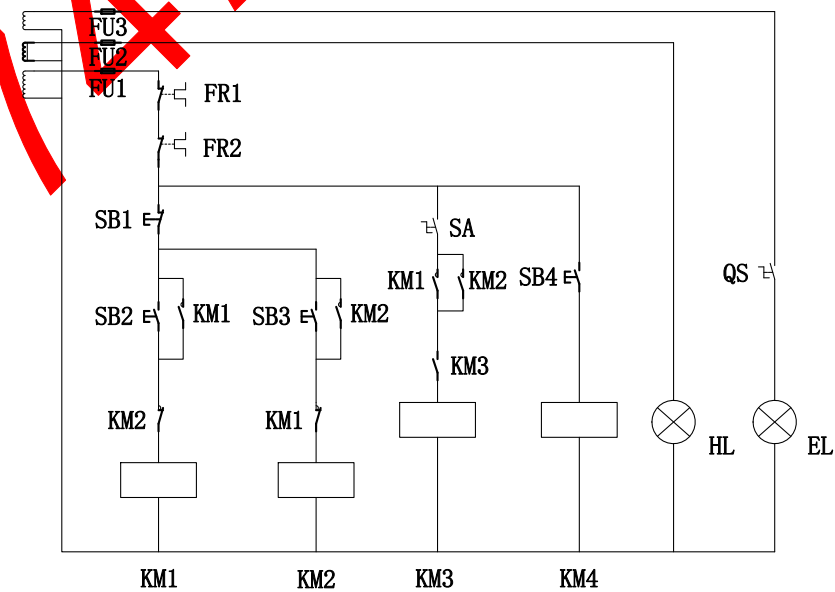 FU3
FU2
FU1
FR1
FR2
SB1
SA
KM1
KM2
SB4
QS
SB2
KM1
SB3
KM2
KM3
KM2
KM1
HL
EL
KM1
KM2
KM3
KM4